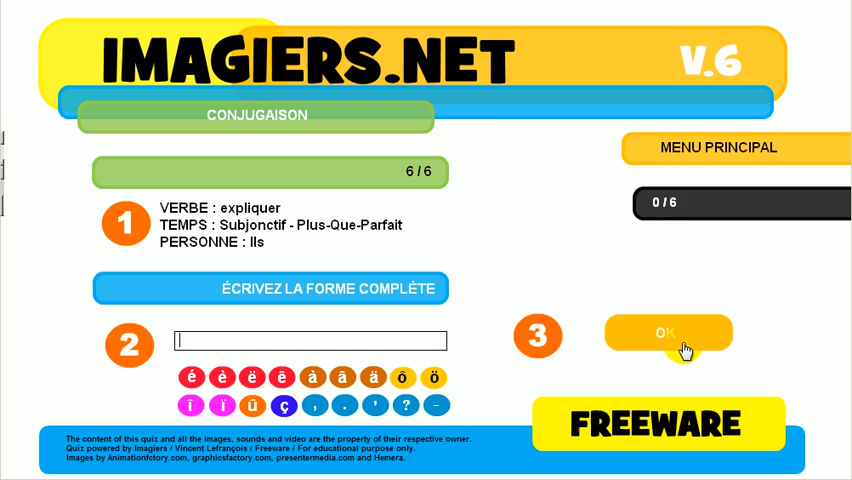 IMAGIERS.NET
V.6
CONJUGAISON
MENU PRINCIPAL
6 / 6
0 / 6
1
VERBE : expliquer
TEMPS : Subjonctif - Plus-Que-Parfait
PERSONNE : Ils
ÉCRIVEZ LA FORME COMPLÈTE
2
3
OK
é è ë ê à â ä ô ö
î ï û ç , . ' ? -
FREEWARE
The content of this quiz and all the images, sounds and video are the property of their respective owner.
Quiz powered by Imagiers / Vincent Lefrançois / Freeware / For educational purpose only.
Images by Animationfctory.com, graphicsfactory.com, presentermedia.com and Hemera.